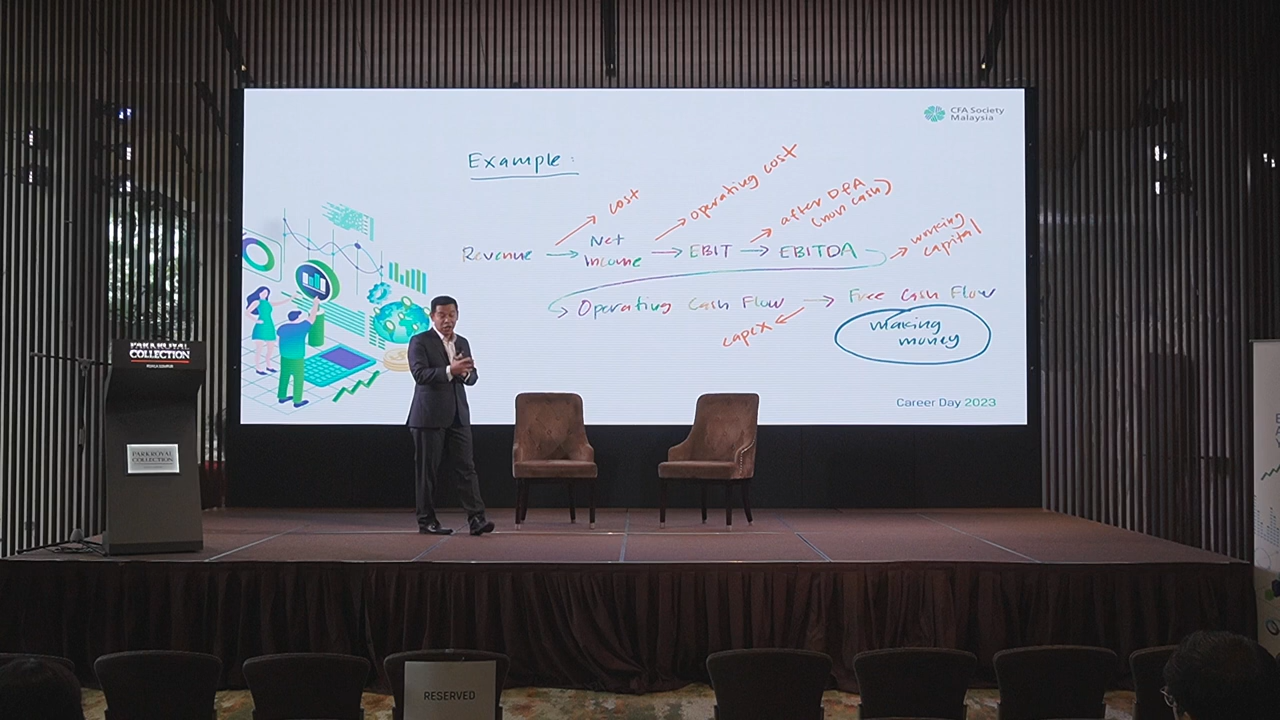 CFA Society
Malaysia
Example:
cost
operating cost
after D&A
(non cash)
working
capital
Revenue → Net Income → EBIT → EBITDA
Operating Cash Flow → Free Cash Flow
capex
making
money
Career Day 2023
PARKROYAL
COLLECTION
PARKROYAL
COLLECTION
RESERVED